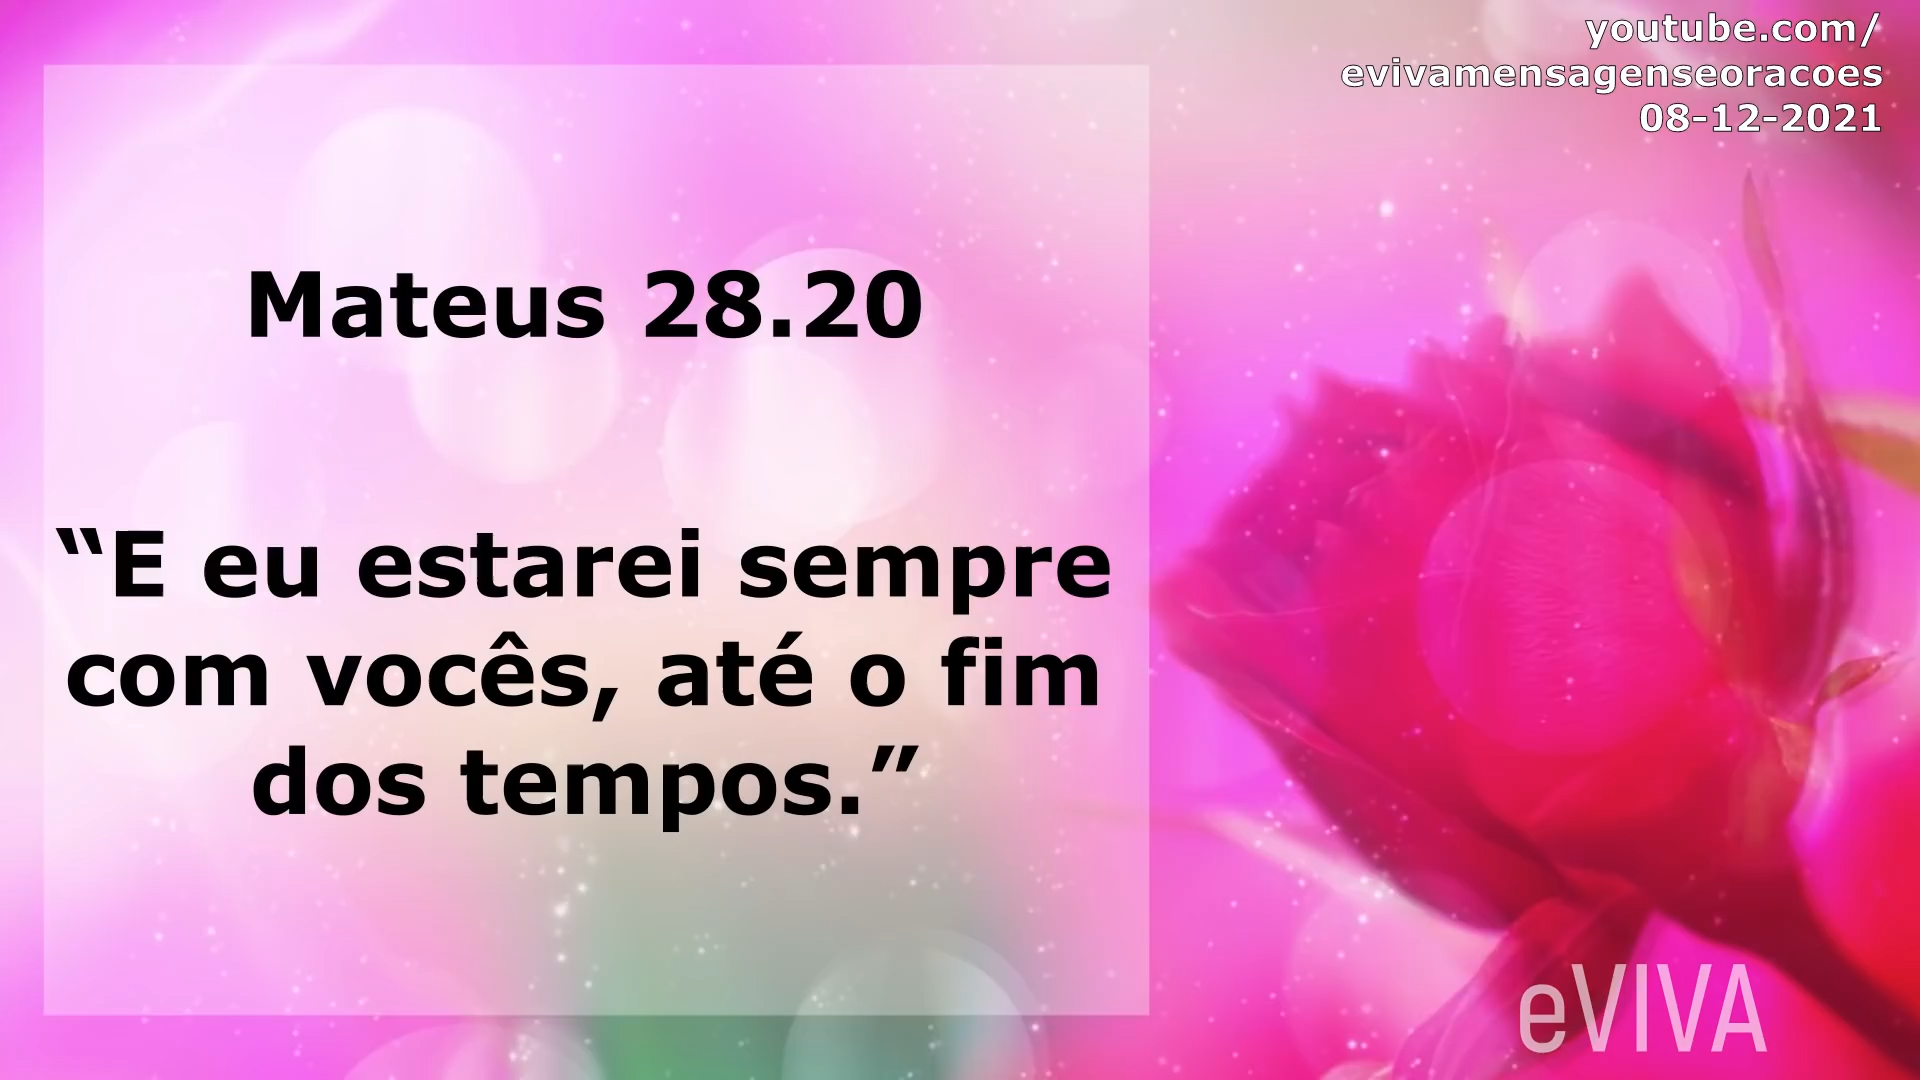 youtube.com/
evivamensagenseoracoes
08-12-2021
Mateus 28.20
“E eu estarei sempre
com vocês, até o fim
dos tempos.”
eVIVA